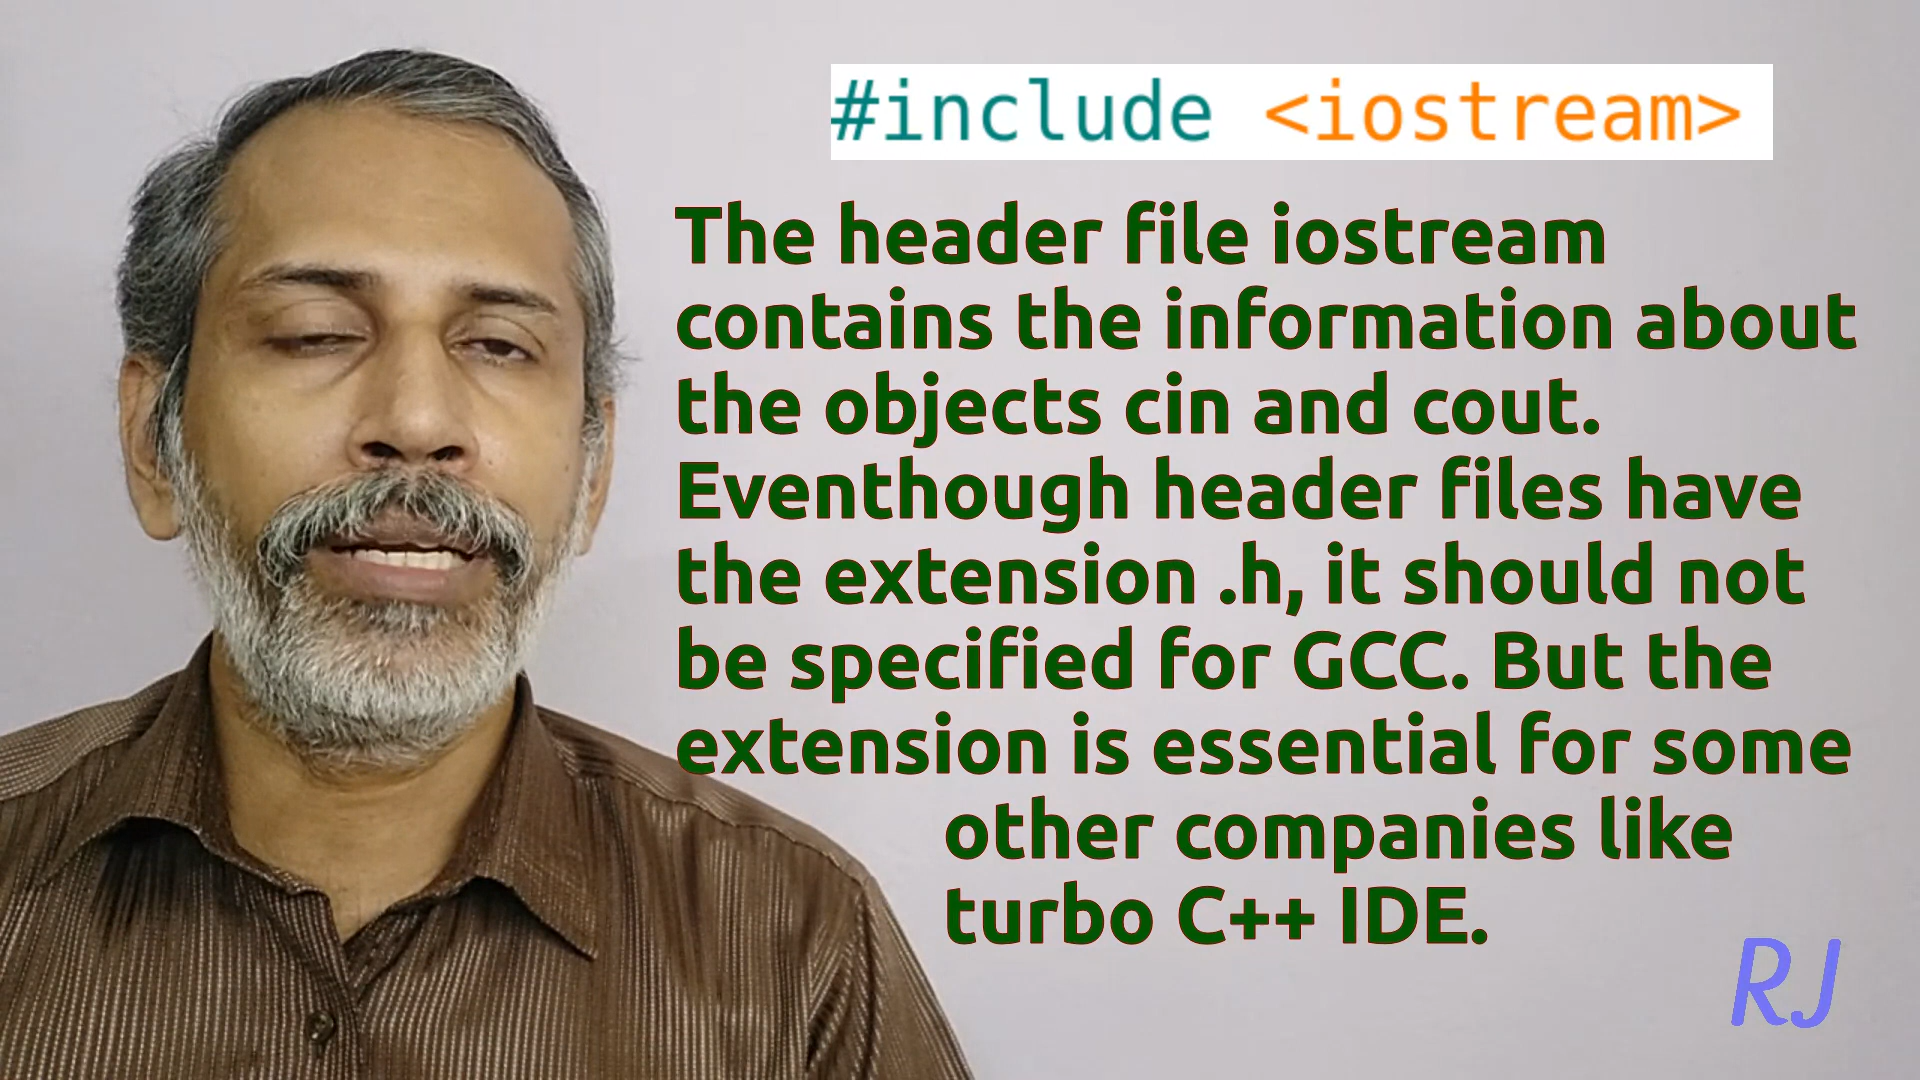 #include <iostream>
The header file iostream
contains the information about
the objects cin and cout.
Eventhough header files have
the extension .h, it should not
be specified for GCC. But the
extension is essential for some
other companies like
turbo C++ IDE.
RJ